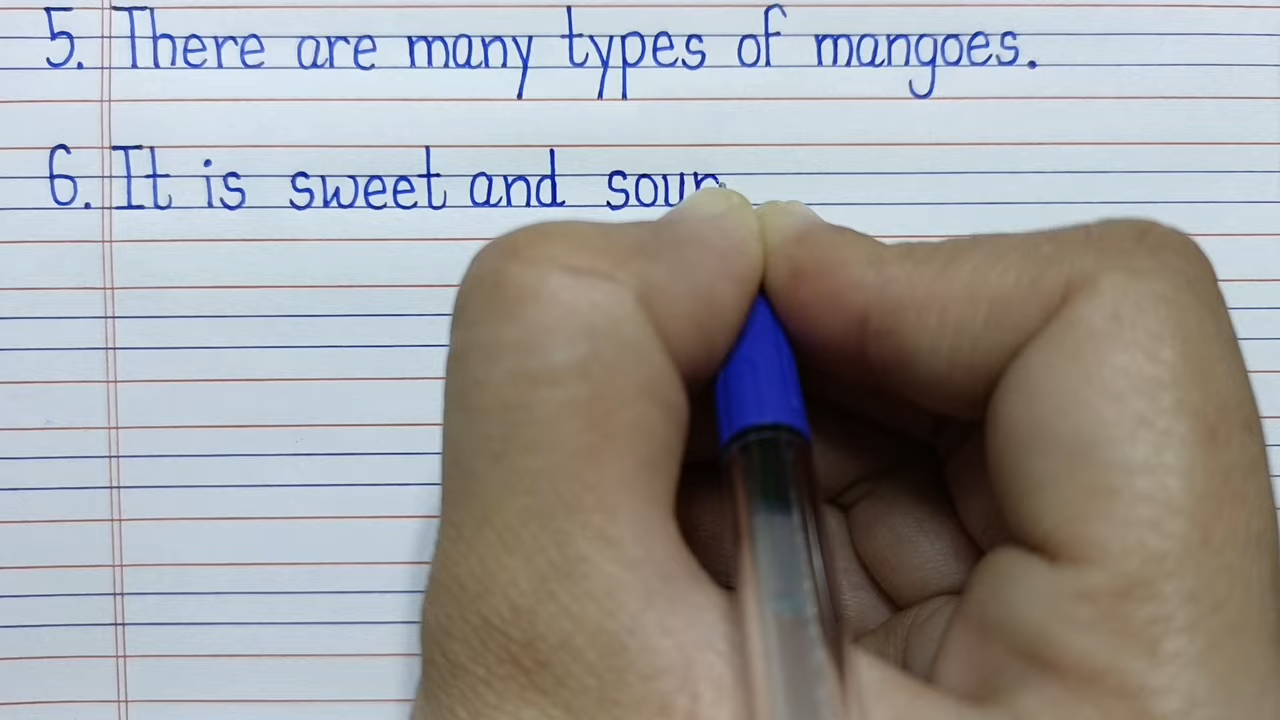 5. There are many types of mangoes.
6. It is sweet and sour